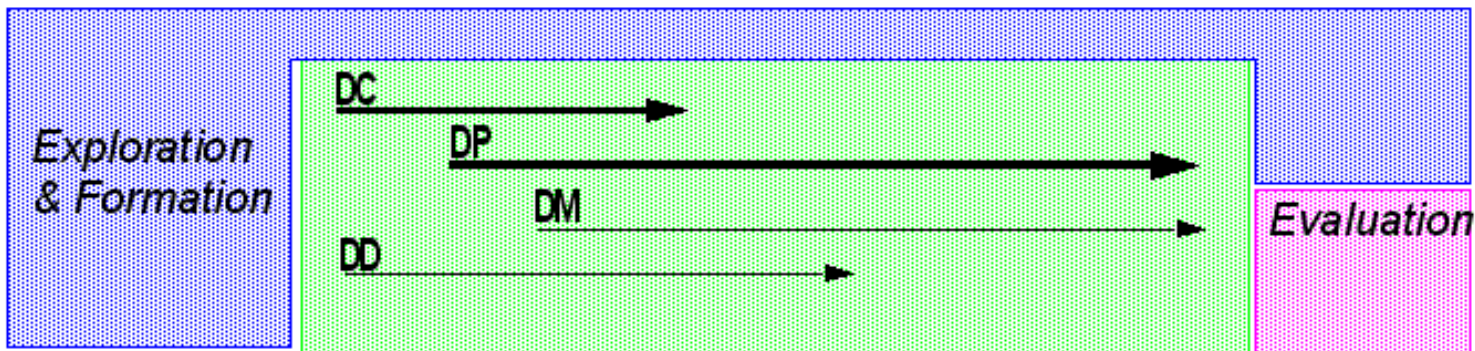 DC
DP
Exploration
& Formation
DM
Evaluation
DD